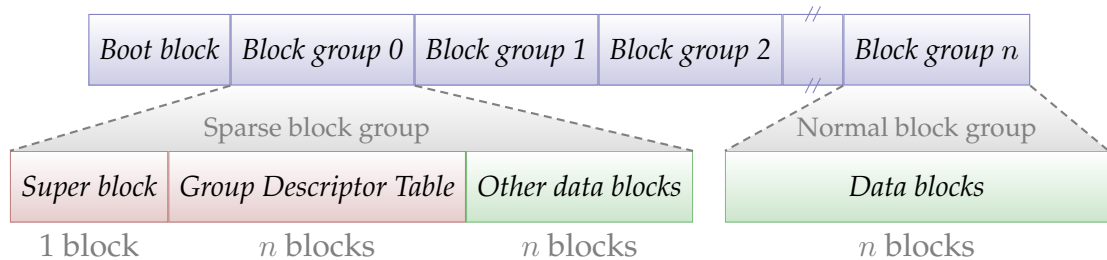 Boot block Block group 0 Block group 1 Block group 2 // // Block group n
Sparse block group Normal block group
Super block Group Descriptor Table Other data blocks Data blocks
1 block n blocks n blocks n blocks